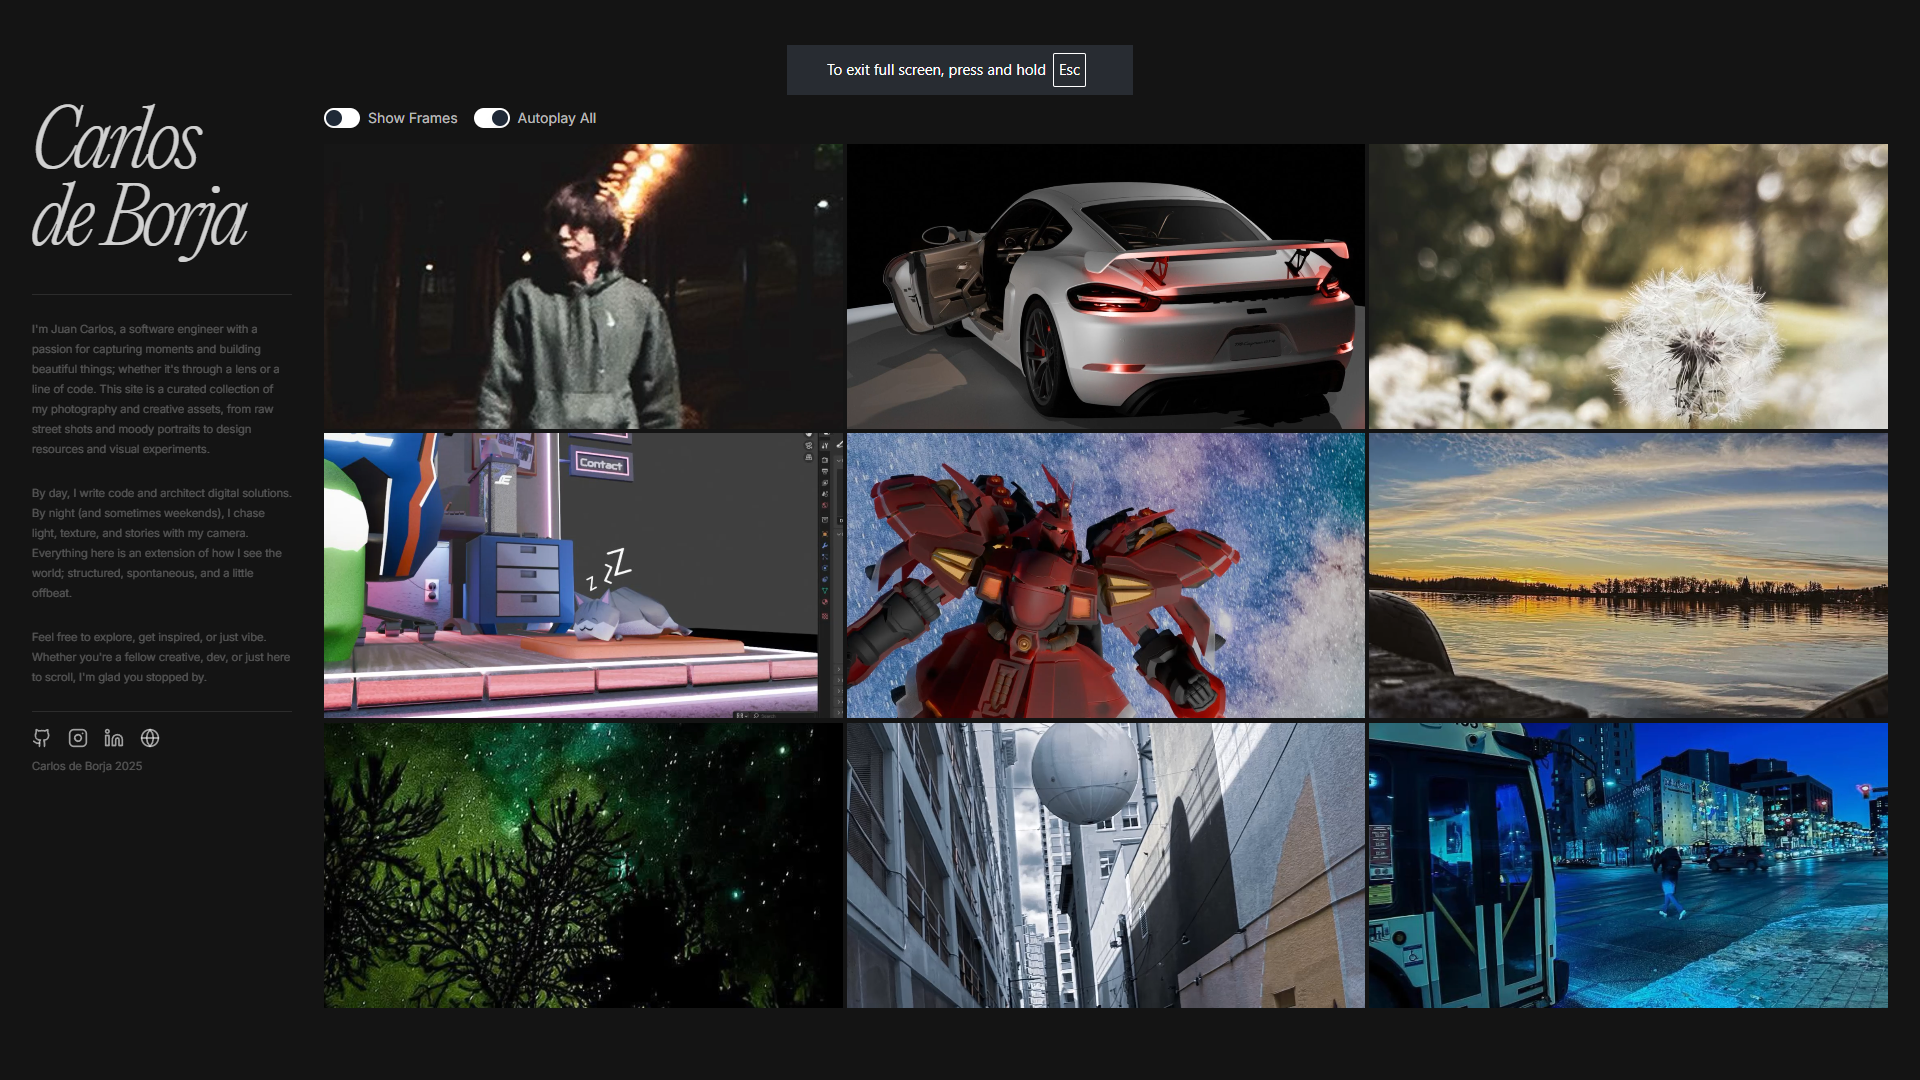 To exit full screen, press and hold Esc
Carlos
de Borja
Show Frames
Autoplay All
I'm Juan Carlos, a software engineer with a
passion for capturing moments and building
beautiful things; whether it's through a lens or a
line of code. This site is a curated collection of
my photography and creative assets, from raw
street shots and moody portraits to design
resources and visual experiments.
By day, I write code and architect digital solutions.
By night (and sometimes weekends), I chase
light, texture, and stories with my camera.
Everything here is an extension of how I see the
world; structured, spontaneous, and a little
offbeat.
Feel free to explore, get inspired, or just vibe.
Whether you're a fellow creative, dev, or just here
to scroll, I'm glad you stopped by.
Carlos de Borja 2025
Contact
z z Z